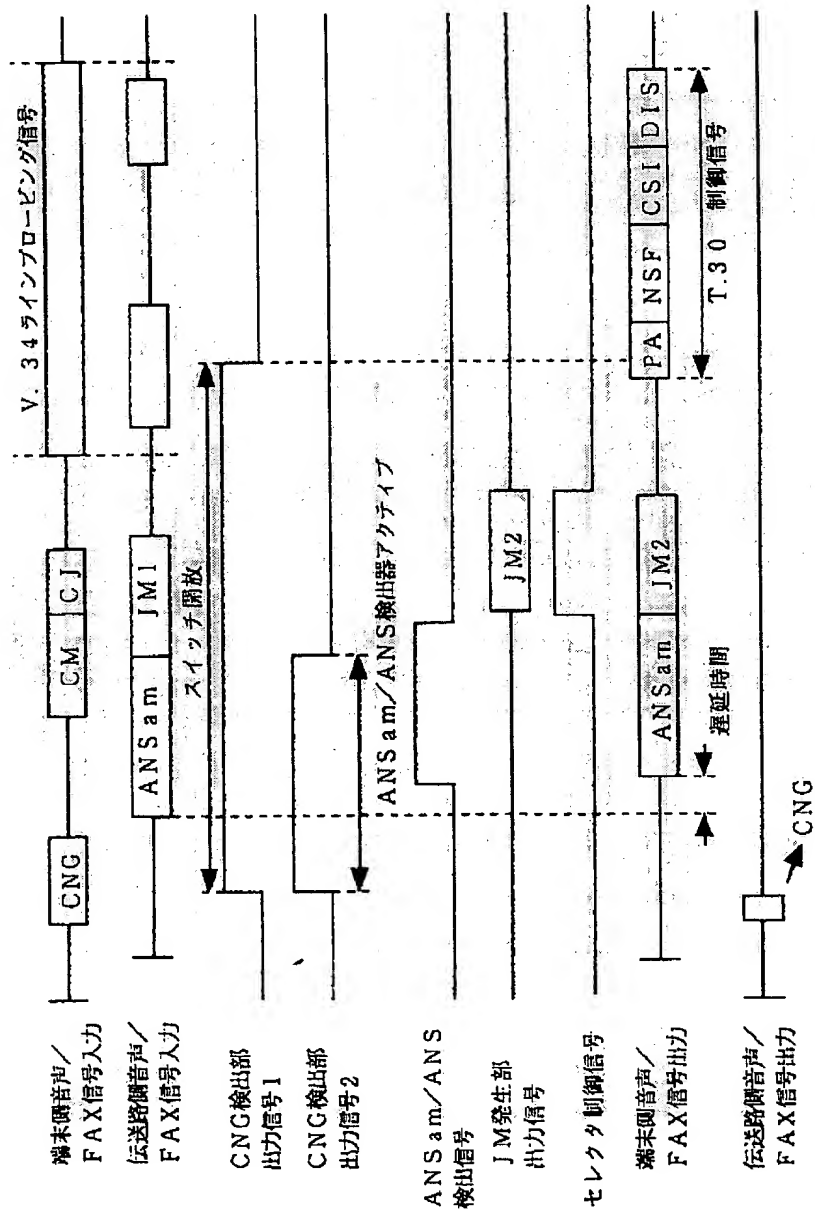 V.34ラインプロービング信号
端末側音声／
FAX信号入力
CNG
CM
CJ
伝送路側音声／
FAX信号入力
ANSam
JM1
スイッチ開放
CNG検出部
出力信号1
CNG検出部
出力信号2
ANSam／ANS検出器アクティブ
ANSam／ANS
検出信号
JM発生部
出力信号
JM2
セレクタ制御信号
端末側音声／
FAX信号出力
ANSam
JM2
PA
NSF
CSI
DIS
遅延時間
T.30 制御信号
伝送路側音声／
FAX信号出力
CNG